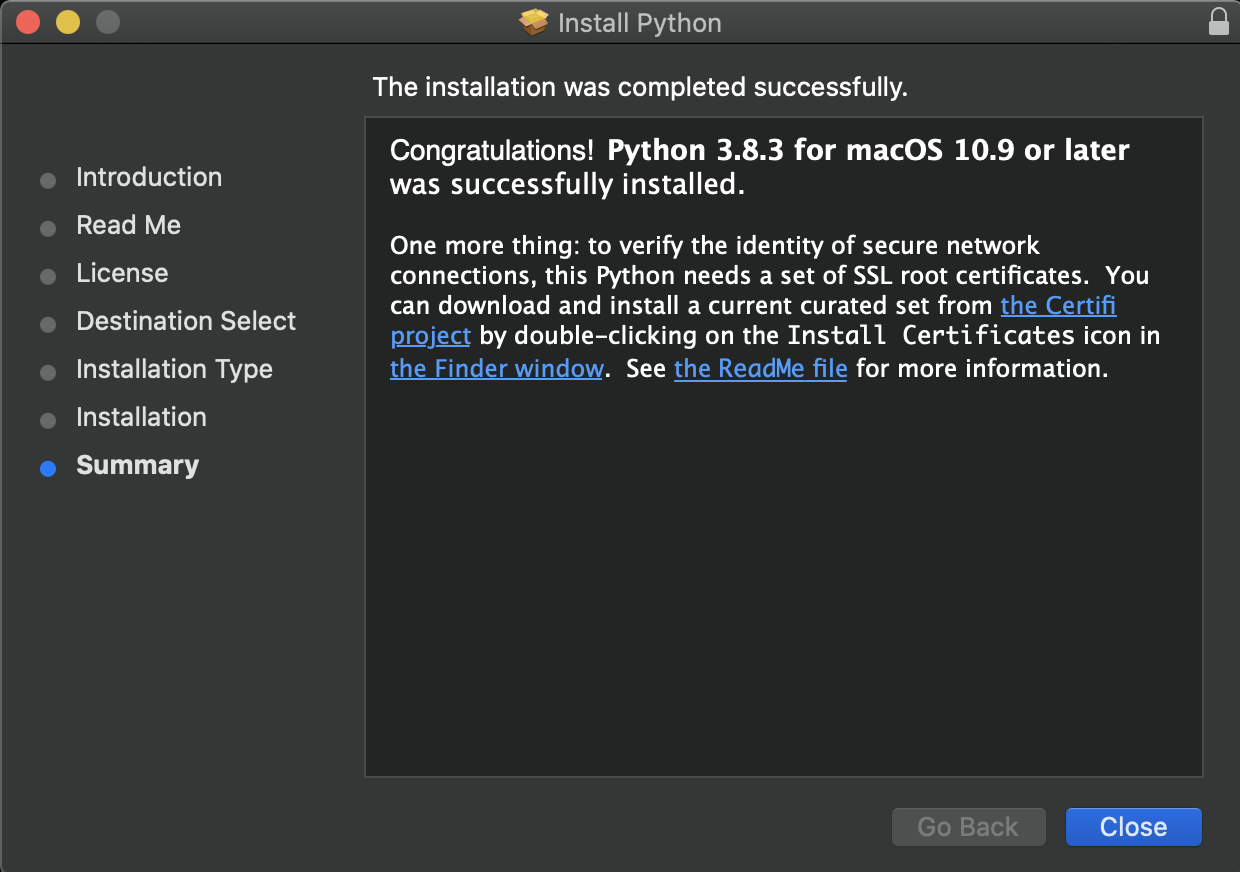 Install Python
The installation was completed successfully.
Introduction
Read Me
License
Destination Select
Installation Type
Installation
Summary
Congratulations! Python 3.8.3 for macOS 10.9 or later
was successfully installed.
One more thing: to verify the identity of secure network
connections, this Python needs a set of SSL root certificates.  You
can download and install a current curated set from the Certifi
project by double-clicking on the Install Certificates icon in
the Finder window.  See the ReadMe file for more information.
Go Back
Close